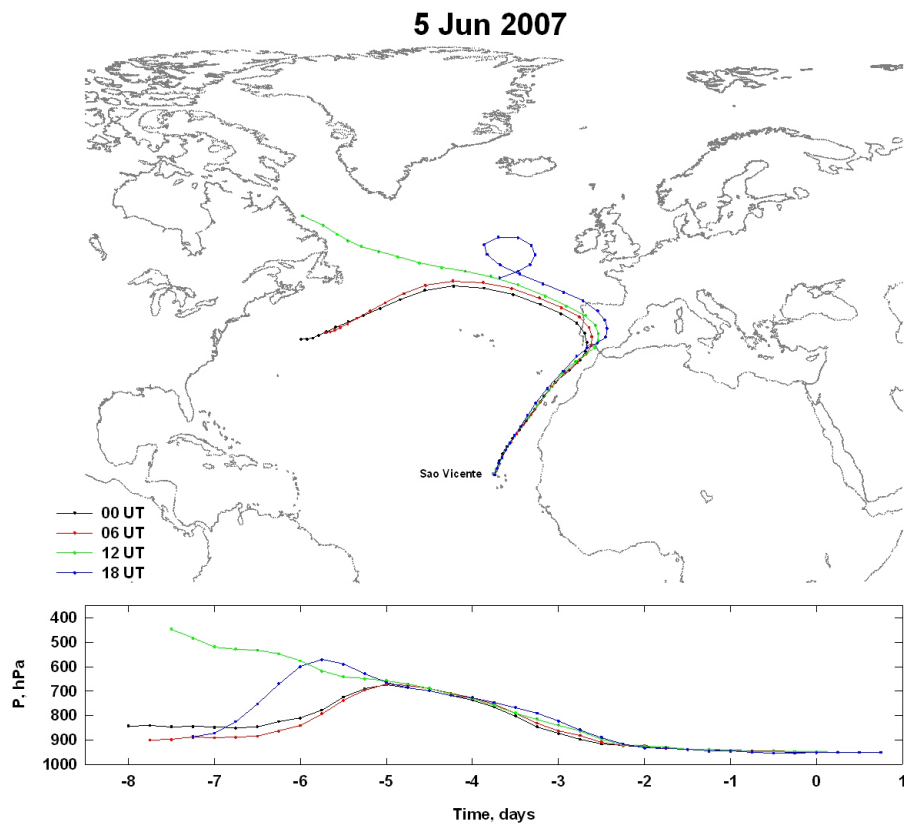 5 Jun 2007
Sao Vicente
00 UT
06 UT
12 UT
18 UT
400
500
600
700
800
900
1000
P, hPa
-8 -7 -6 -5 -4 -3 -2 -1 0 1
Time, days